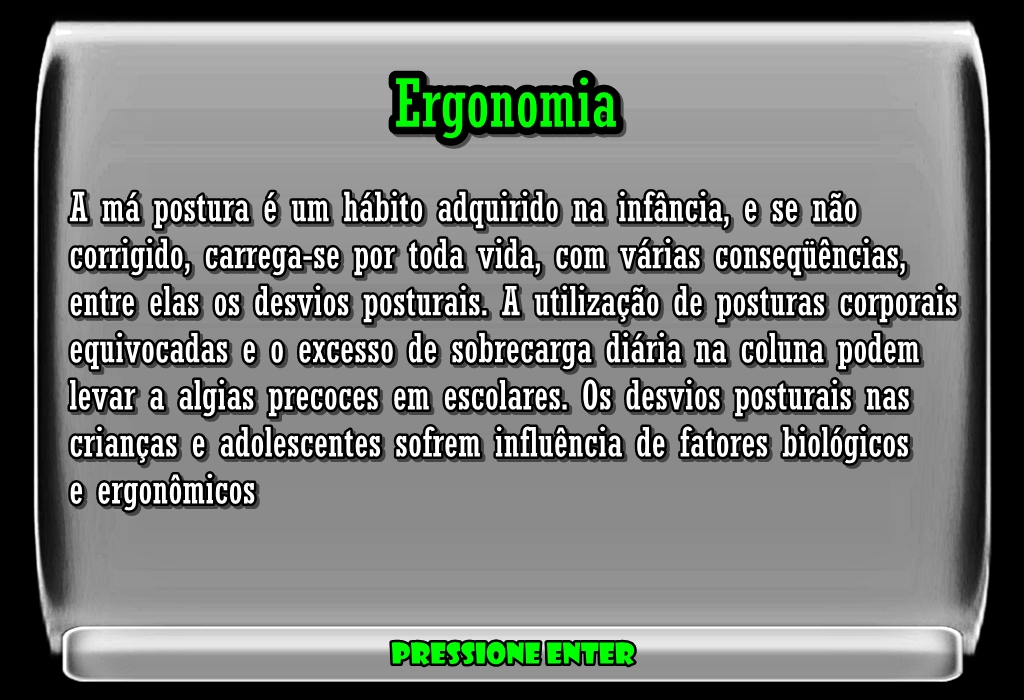 Ergonomia
A má postura é um hábito adquirido na infância, e se não
corrigido, carrega-se por toda vida, com várias conseqüências,
entre elas os desvios posturais. A utilização de posturas corporais
equivocadas e o excesso de sobrecarga diária na coluna podem
levar a algias precoces em escolares. Os desvios posturais nas
crianças e adolescentes sofrem influência de fatores biológicos
e ergonômicos
PRESSIONE ENTER